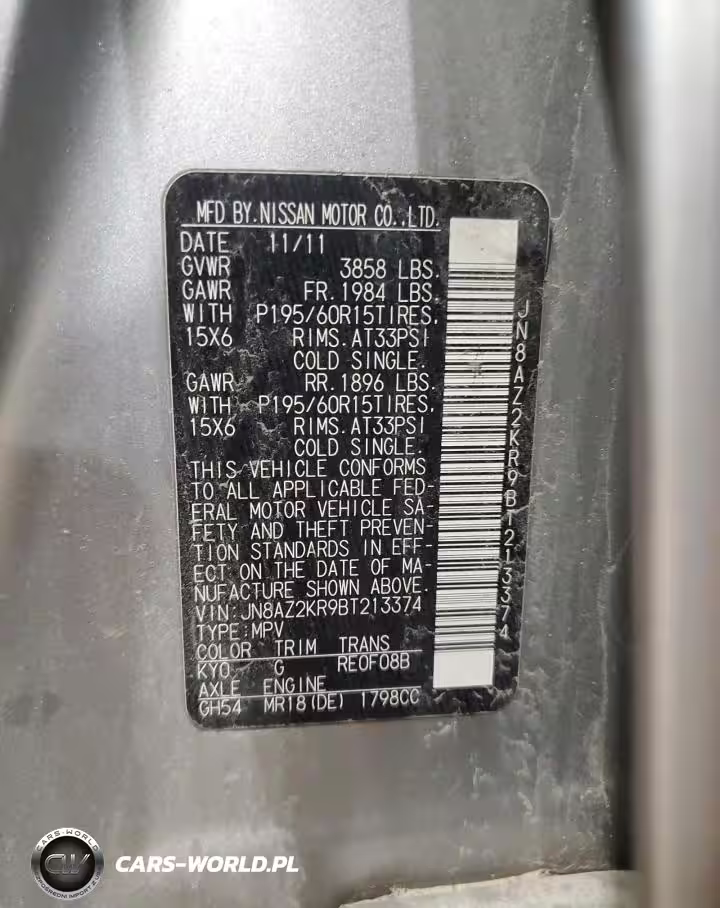 MFD BY.NISSAN MOTOR CO.,LTD.
DATE 11/11
GVWR 3858 LBS.
GAWR FR.1984 LBS.
WITH P195/60R15TIRES.
15X6 RIMS.AT33PSI
COLD SINGLE.
GAWR RR.1896 LBS.
WITH P195/60R15TIRES.
15X6 RIMS.AT33PSI
COLD SINGLE.
THIS VEHICLE CONFORMS
TO ALL APPLICABLE FED-
ERAL MOTOR VEHICLE SA-
FETY AND THEFT PREVEN-
TION STANDARDS IN EFF-
ECT ON THE DATE OF MA-
NUFACTURE SHOWN ABOVE.
VIN:JN8AZ2KR9BT213374
TYPE:MPV
COLOR TRIM TRANS
KY0 G RE0F08B
AXLE ENGINE
GH54 MR18(DE) 1798CC
JN8AZ2KR9BT213374
CARS-WORLD
CW
CARS-WORLD.PL